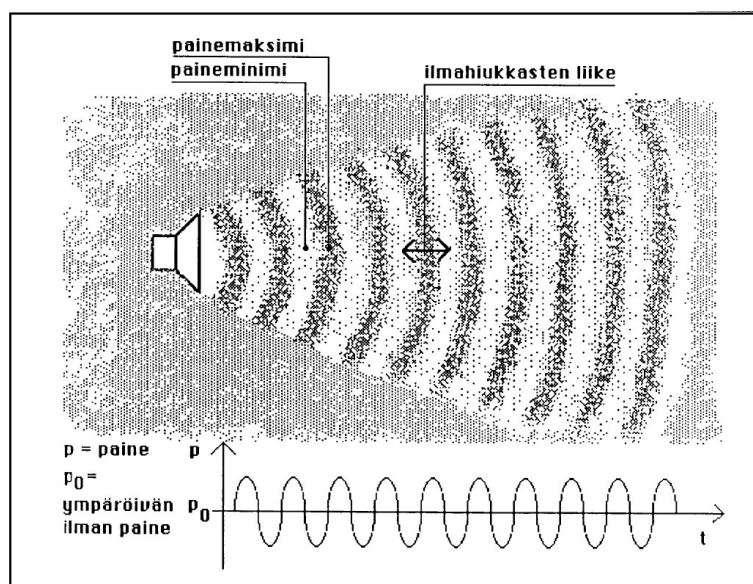 painemaksimi
paineminimi
ilmahiukkasten liike
p = paine
p
p₀ =
ympäröivän
ilman paine
p₀
t